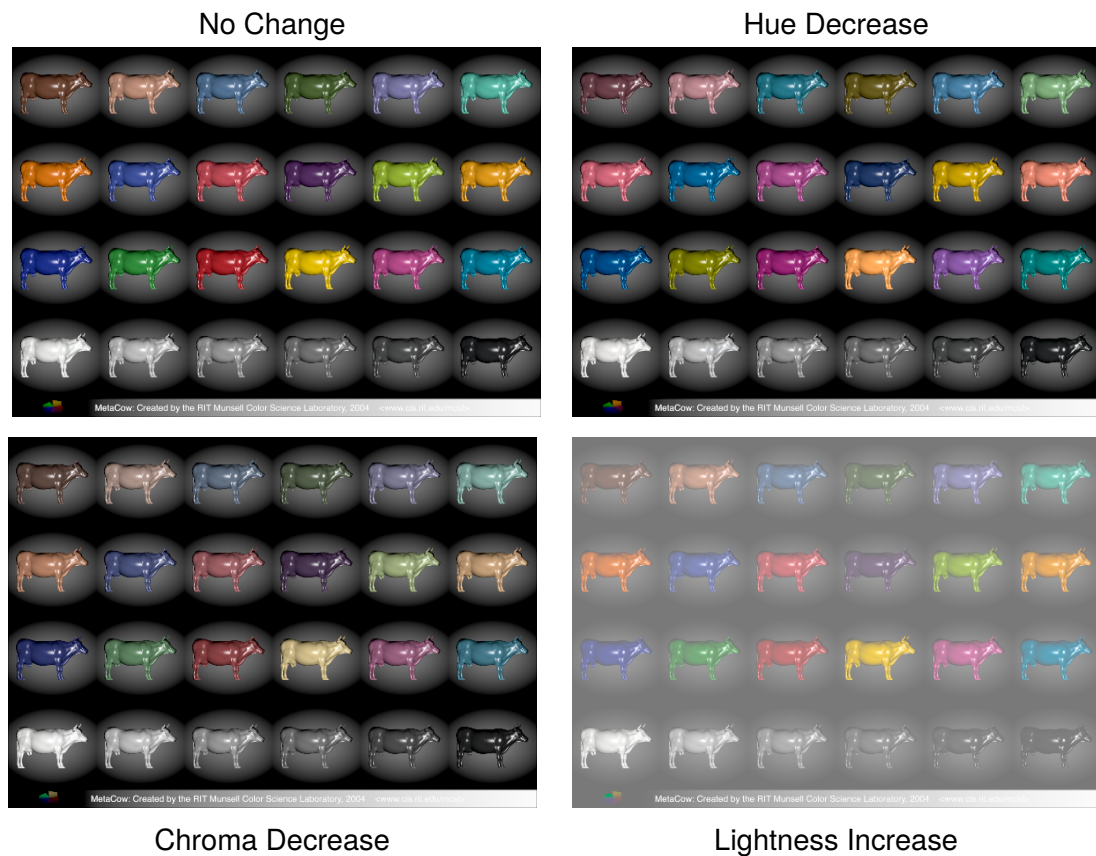 No Change
Hue Decrease
MetaCow: Created by the RIT Munsell Color Science Laboratory, 2004
MetaCow: Created by the RIT Munsell Color Science Laboratory, 2004
MetaCow: Created by the RIT Munsell Color Science Laboratory, 2004
MetaCow: Created by the RIT Munsell Color Science Laboratory, 2004
Chroma Decrease
Lightness Increase